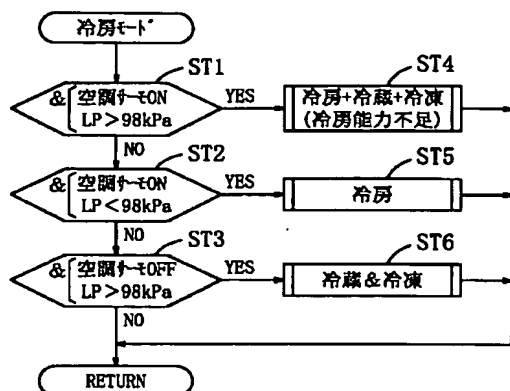 冷房ﾓｰﾄﾞ
ST1
& 空調ｻｰﾓON
LP＞98kPa
YES
ST4
冷房+冷蔵+冷凍
(冷房能力不足)
NO
ST2
& 空調ｻｰﾓON
LP＜98kPa
YES
ST5
冷房
NO
ST3
& 空調ｻｰﾓOFF
LP＞98kPa
YES
ST6
冷蔵&冷凍
NO
RETURN